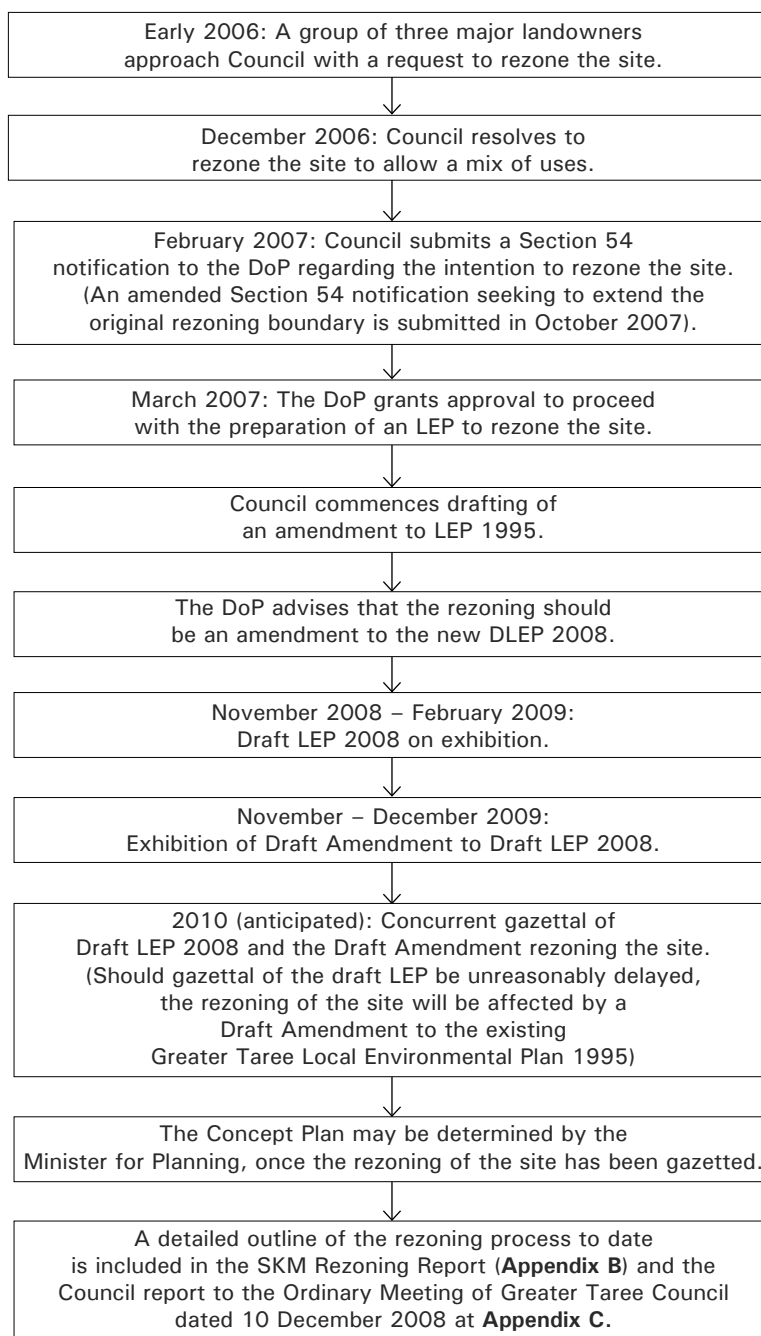 Early 2006: A group of three major landowners
approach Council with a request to rezone the site.
December 2006: Council resolves to
rezone the site to allow a mix of uses.
February 2007: Council submits a Section 54
notification to the DoP regarding the intention to rezone the site.
(An amended Section 54 notification seeking to extend the
original rezoning boundary is submitted in October 2007).
March 2007: The DoP grants approval to proceed
with the preparation of an LEP to rezone the site.
Council commences drafting of
an amendment to LEP 1995.
The DoP advises that the rezoning should
be an amendment to the new DLEP 2008.
November 2008 – February 2009:
Draft LEP 2008 on exhibition.
November – December 2009:
Exhibition of Draft Amendment to Draft LEP 2008.
2010 (anticipated): Concurrent gazettal of
Draft LEP 2008 and the Draft Amendment rezoning the site.
(Should gazettal of the draft LEP be unreasonably delayed,
the rezoning of the site will be affected by a
Draft Amendment to the existing
Greater Taree Local Environmental Plan 1995)
The Concept Plan may be determined by the
Minister for Planning, once the rezoning of the site has been gazetted.
A detailed outline of the rezoning process to date
is included in the SKM Rezoning Report (Appendix B) and the
Council report to the Ordinary Meeting of Greater Taree Council
dated 10 December 2008 at Appendix C.